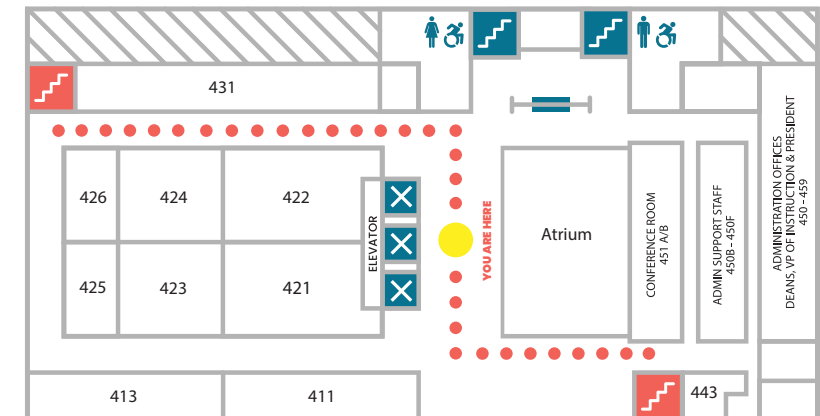 431
426
424
422
ELEVATOR
YOU ARE HERE
Atrium
CONFERENCE ROOM
451 A/B
ADMIN SUPPORT STAFF
450B - 450F
ADMINISTRATION OFFICES
DEANS, VP OF INSTRUCTION & PRESIDENT
450 - 459
425
423
421
413
411
443